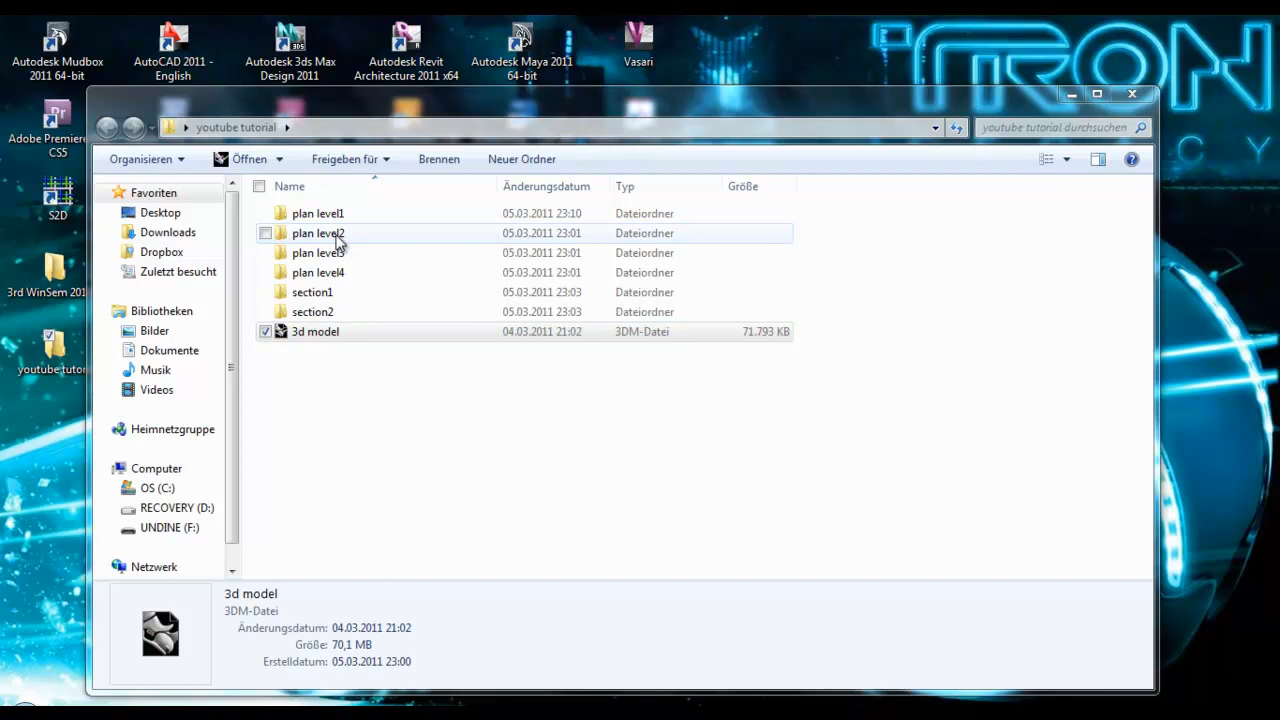 Autodesk Mudbox
2011 64-bit
AutoCAD 2011 -
English
Autodesk 3ds Max
Design 2011
Autodesk Revit
Architecture 2011 x64
Autodesk Maya 2011
64-bit
Vasari
TRON
CY
Adobe Premiere
CS5
S2D
3rd WinSem 2011
youtube tutor
youtube tutorial
youtube tutorial durchsuchen
Organisieren
Öffnen
Freigeben für
Brennen
Neuer Ordner
Favoriten
Desktop
Downloads
Dropbox
Zuletzt besucht
Bibliotheken
Bilder
Dokumente
Musik
Videos
Heimnetzgruppe
Computer
OS (C:)
RECOVERY (D:)
UNDINE (F:)
Netzwerk
Name Änderungsdatum Typ Größe
plan level1 05.03.2011 23:10 Dateiordner
plan level2 05.03.2011 23:01 Dateiordner
plan level3 05.03.2011 23:01 Dateiordner
plan level4 05.03.2011 23:01 Dateiordner
section1 05.03.2011 23:03 Dateiordner
section2 05.03.2011 23:03 Dateiordner
3d model 04.03.2011 21:02 3DM-Datei 71.793 KB
3d model
3DM-Datei
Änderungsdatum: 04.03.2011 21:02
Größe: 70,1 MB
Erstelldatum: 05.03.2011 23:00